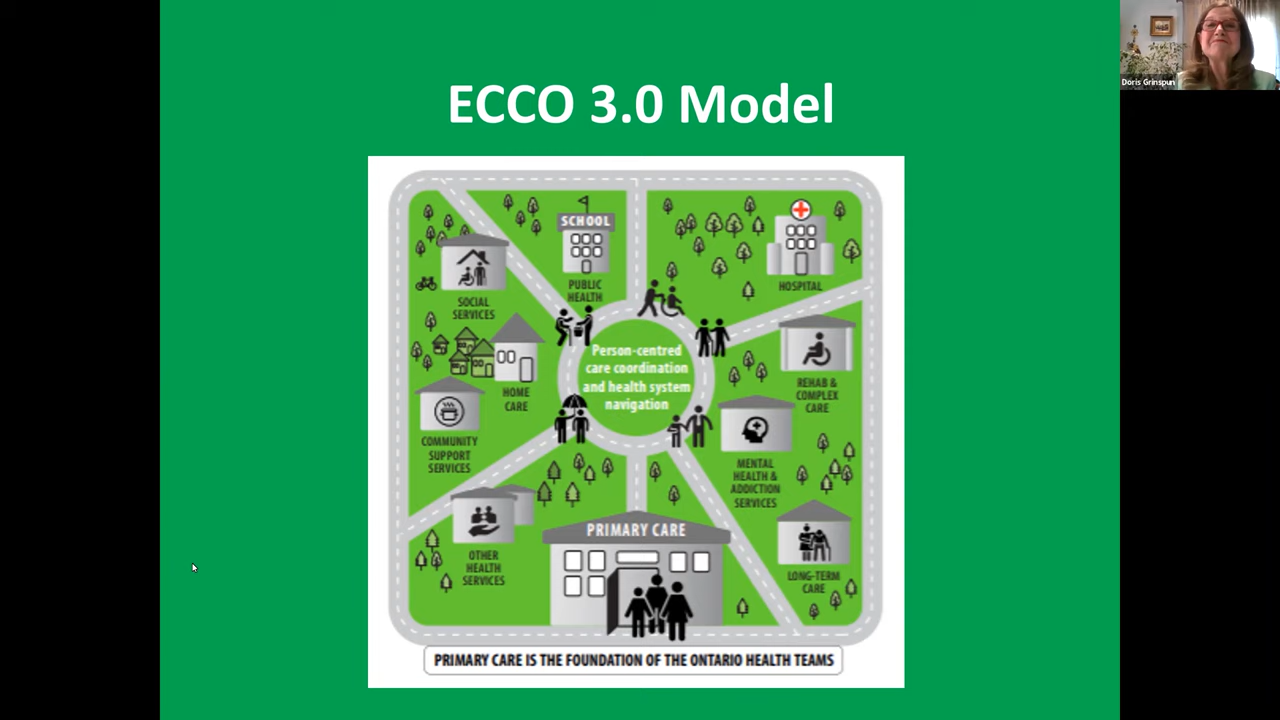 ECCO 3.0 Model
Doris Grinspun
SCHOOL
PUBLIC
HEALTH
HOSPITAL
SOCIAL
SERVICES
Person-centred
care coordination
and health system
navigation
HOME
CARE
REHAB &
COMPLEX
CARE
COMMUNITY
SUPPORT
SERVICES
MENTAL
HEALTH &
ADDICTION
SERVICES
PRIMARY CARE
OTHER
HEALTH
SERVICES
LONG-TERM
CARE
PRIMARY CARE IS THE FOUNDATION OF THE ONTARIO HEALTH TEAMS